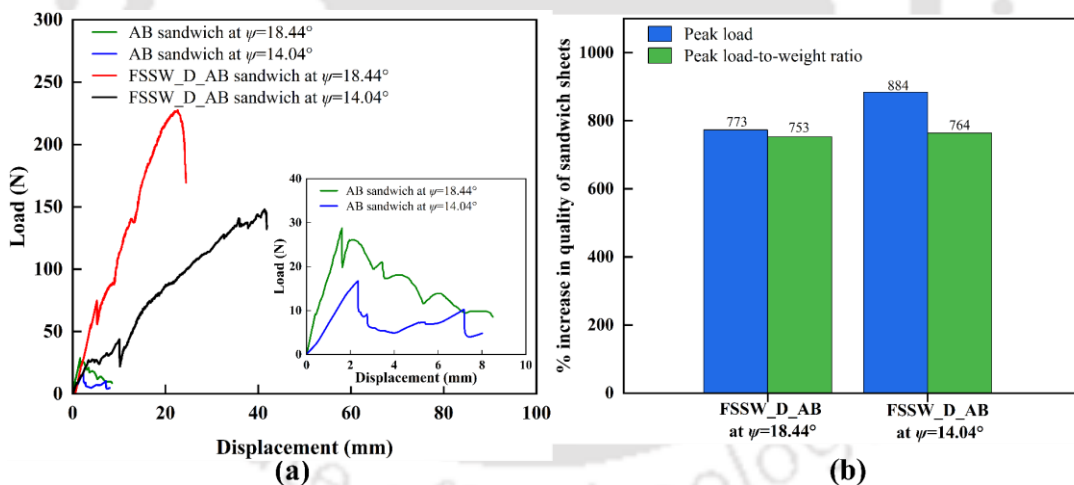 300
250
200
150
100
50
0
Load (N)
AB sandwich at ψ=18.44°
AB sandwich at ψ=14.04°
FSSW_D_AB sandwich at ψ=18.44°
FSSW_D_AB sandwich at ψ=14.04°
40
30
20
10
0
Load (N)
AB sandwich at ψ=18.44°
AB sandwich at ψ=14.04°
0 2 4 6 8 10
Displacement (mm)
0 20 40 60 80 100
Displacement (mm)
(a)
1000
800
600
400
200
0
% increase in quality of sandwich sheets
Peak load
Peak load-to-weight ratio
773
753
884
764
FSSW_D_AB
at ψ=18.44°
FSSW_D_AB
at ψ=14.04°
(b)